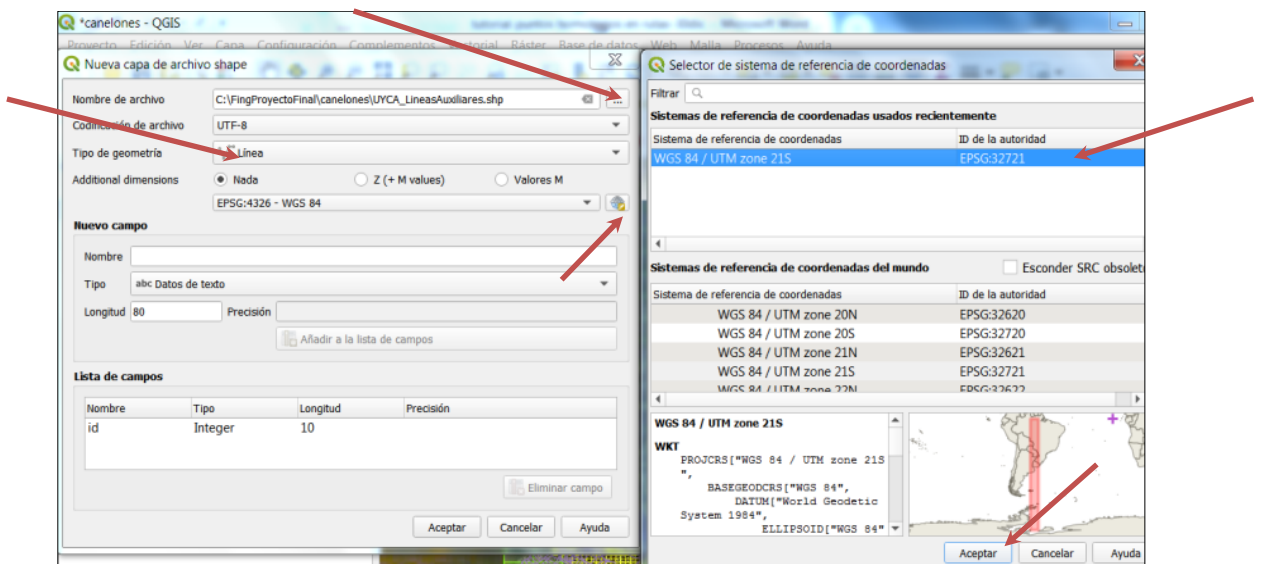 *canelones - QGIS
Proyecto Edición Ver Capa Configuración Complementos Vectorial Ráster Base de datos Web Malla Procesos Ayuda
Nueva capa de archivo shape
Nombre de archivo C:\FingProyectoFinal\canelones\UYCA_LineasAuxiliares.shp ...
Codificación de archivo UTF-8
Tipo de geometría Línea
Additional dimensions Nada Z (+ M values) Valores M
EPSG:4326 - WGS 84
Nuevo campo
Nombre
Tipo abc Datos de texto
Longitud 80 Precisión
Añadir a la lista de campos
Lista de campos
Nombre Tipo Longitud Precisión
id Integer 10
Eliminar campo
Aceptar Cancelar Ayuda
Selector de sistema de referencia de coordenadas
Filtrar
Sistemas de referencia de coordenadas usados recientemente
Sistema de referencia de coordenadas ID de la autoridad
WGS 84 / UTM zone 21S EPSG:32721
Sistemas de referencia de coordenadas del mundo Esconder SRC obsolet
Sistema de referencia de coordenadas ID de la autoridad
WGS 84 / UTM zone 20N EPSG:32620
WGS 84 / UTM zone 20S EPSG:32720
WGS 84 / UTM zone 21N EPSG:32621
WGS 84 / UTM zone 21S EPSG:32721
WGS 84 / UTM zone 22N EPSG:32622
WGS 84 / UTM zone 21S
WKT
PROJCRS["WGS 84 / UTM zone 21S
",
BASEGEODCRS["WGS 84",
DATUM["World Geodetic
System 1984",
ELLIPSOID["WGS 84"
Aceptar Cancelar Ayuda